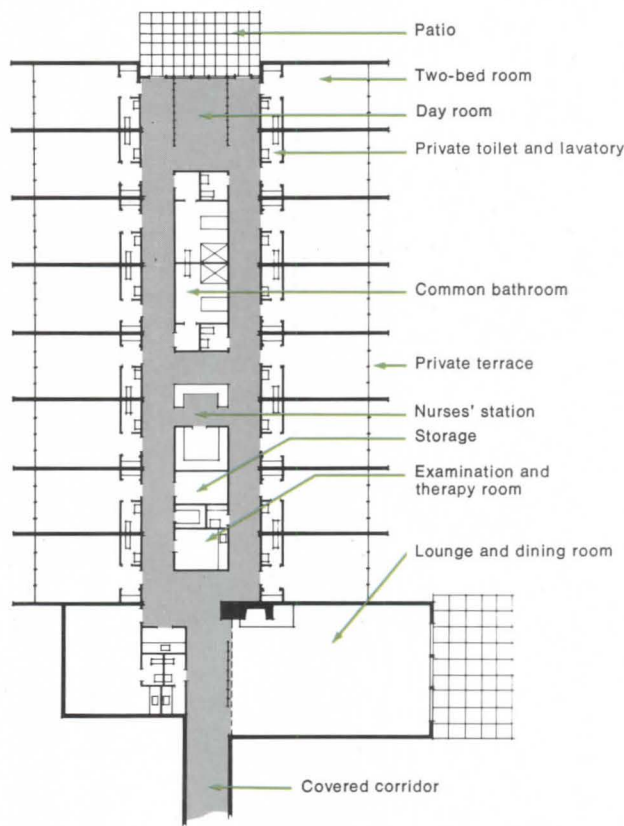 Patio
Two-bed room
Day room
Private toilet and lavatory
Common bathroom
Private terrace
Nurses' station
Storage
Examination and
therapy room
Lounge and dining room
Covered corridor